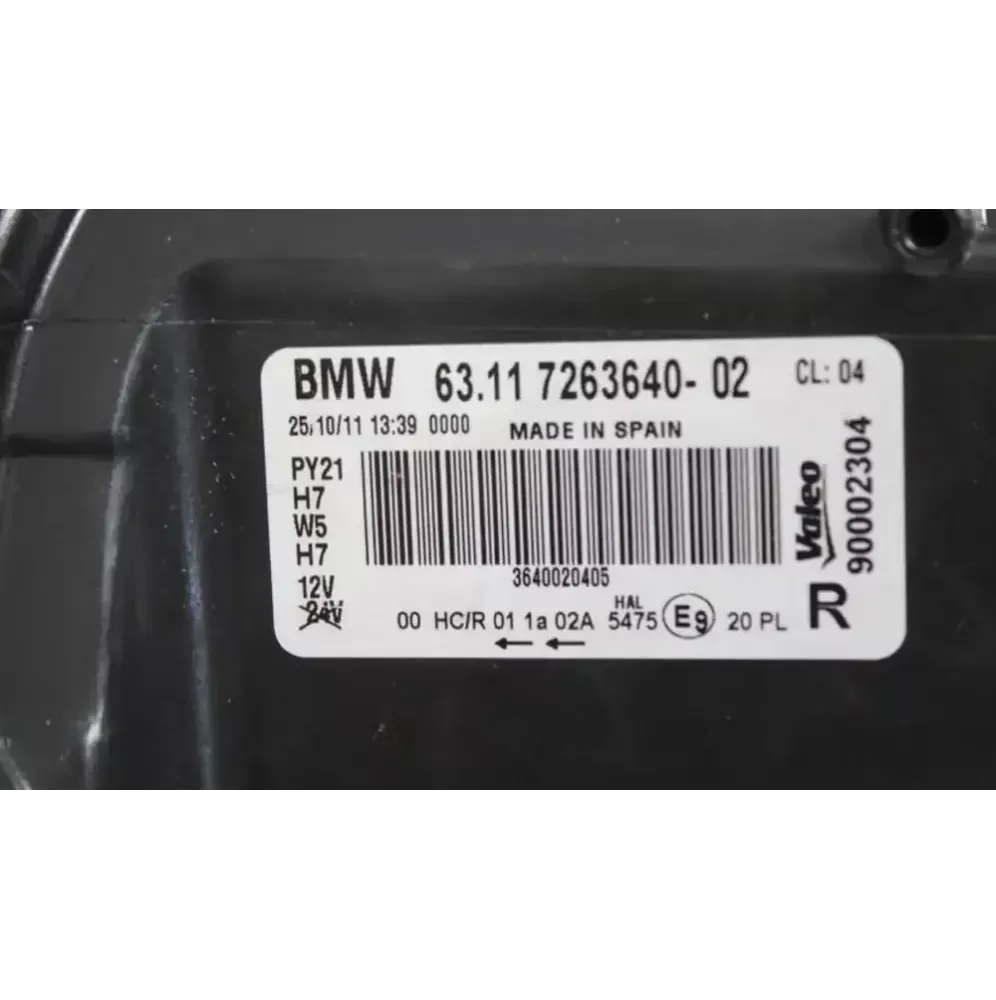 BMW 63.11 7263640- 02 CL: 04
25/10/11 13:39 0000 MADE IN SPAIN
PY21
H7
W5
H7
12V
24V
3640020405
00 HC/R 01 1a 02A HAL 5475 E9 20 PL
Valeo
90002304
R